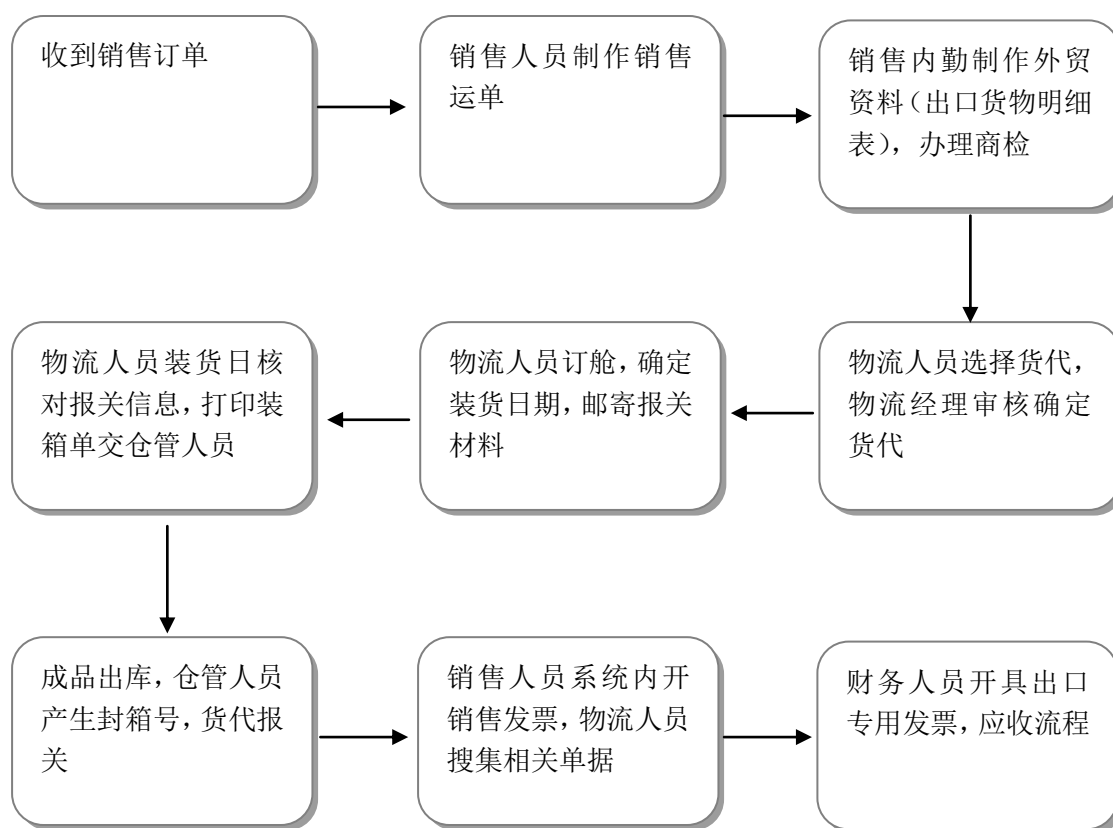 收到销售订单
销售人员制作销售
运单
销售内勤制作外贸
资料（出口货物明细
表），办理商检
物流人员选择货代，
物流经理审核确定
货代
物流人员订舱，确定
装货日期，邮寄报关
材料
物流人员装货日核
对报关信息，打印装
箱单交仓管人员
成品出库，仓管人员
产生封箱号，货代报
关
销售人员系统内开
销售发票，物流人员
搜集相关单据
财务人员开具出口
专用发票，应收流程